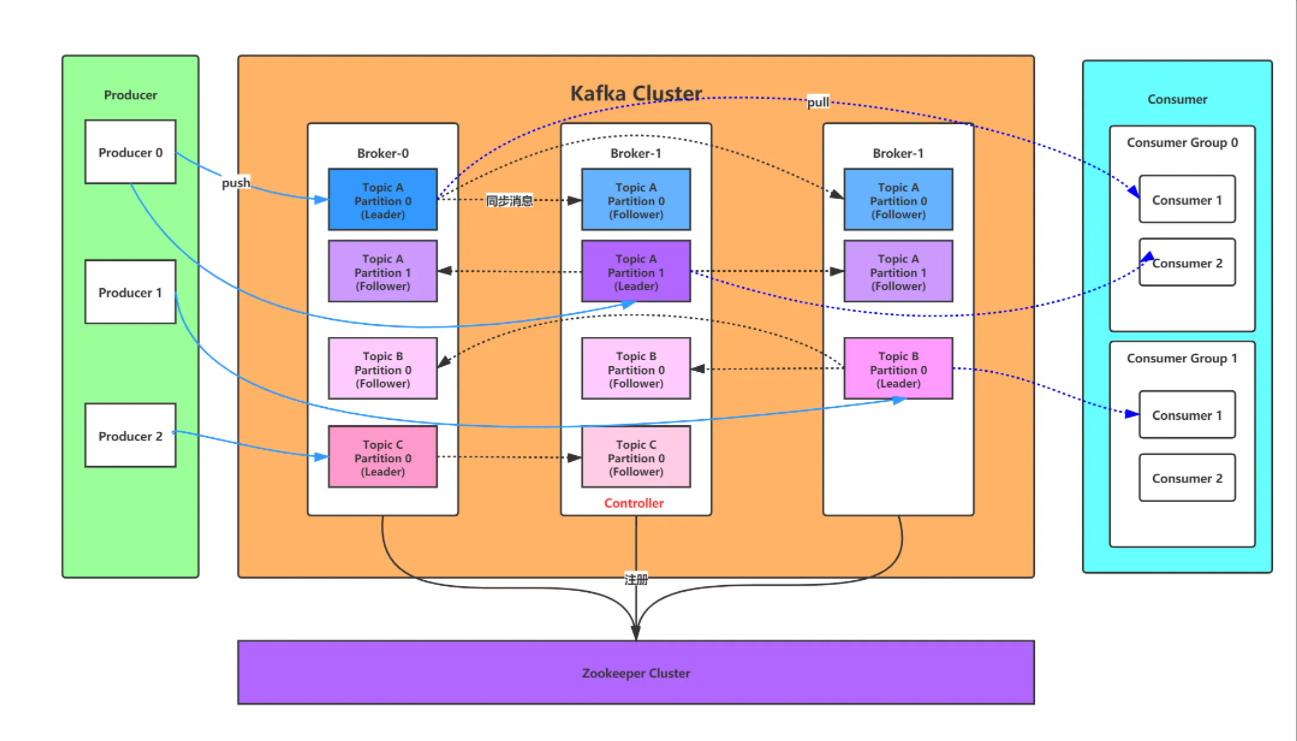 Producer
Producer 0
Producer 1
Producer 2
push
Kafka Cluster
pull
Broker-0
Topic A
Partition 0
(Leader)
Topic A
Partition 1
(Follower)
Topic B
Partition 0
(Follower)
Topic C
Partition 0
(Leader)
同步消息
Broker-1
Topic A
Partition 0
(Follower)
Topic A
Partition 1
(Leader)
Topic B
Partition 0
(Follower)
Topic C
Partition 0
(Follower)
Controller
Broker-1
Topic A
Partition 0
(Follower)
Topic A
Partition 1
(Follower)
Topic B
Partition 0
(Leader)
Consumer
Consumer Group 0
Consumer 1
Consumer 2
Consumer Group 1
Consumer 1
Consumer 2
注册
Zookeeper Cluster